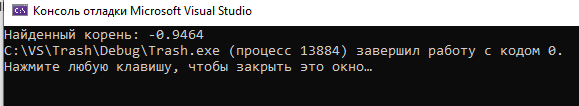 Консоль отладки Microsoft Visual Studio
Найденный корень: -0.9464
C:\VS\Trash\Debug\Trash.exe (процесс 13884) завершил работу с кодом 0.
Нажмите любую клавишу, чтобы закрыть это окно…